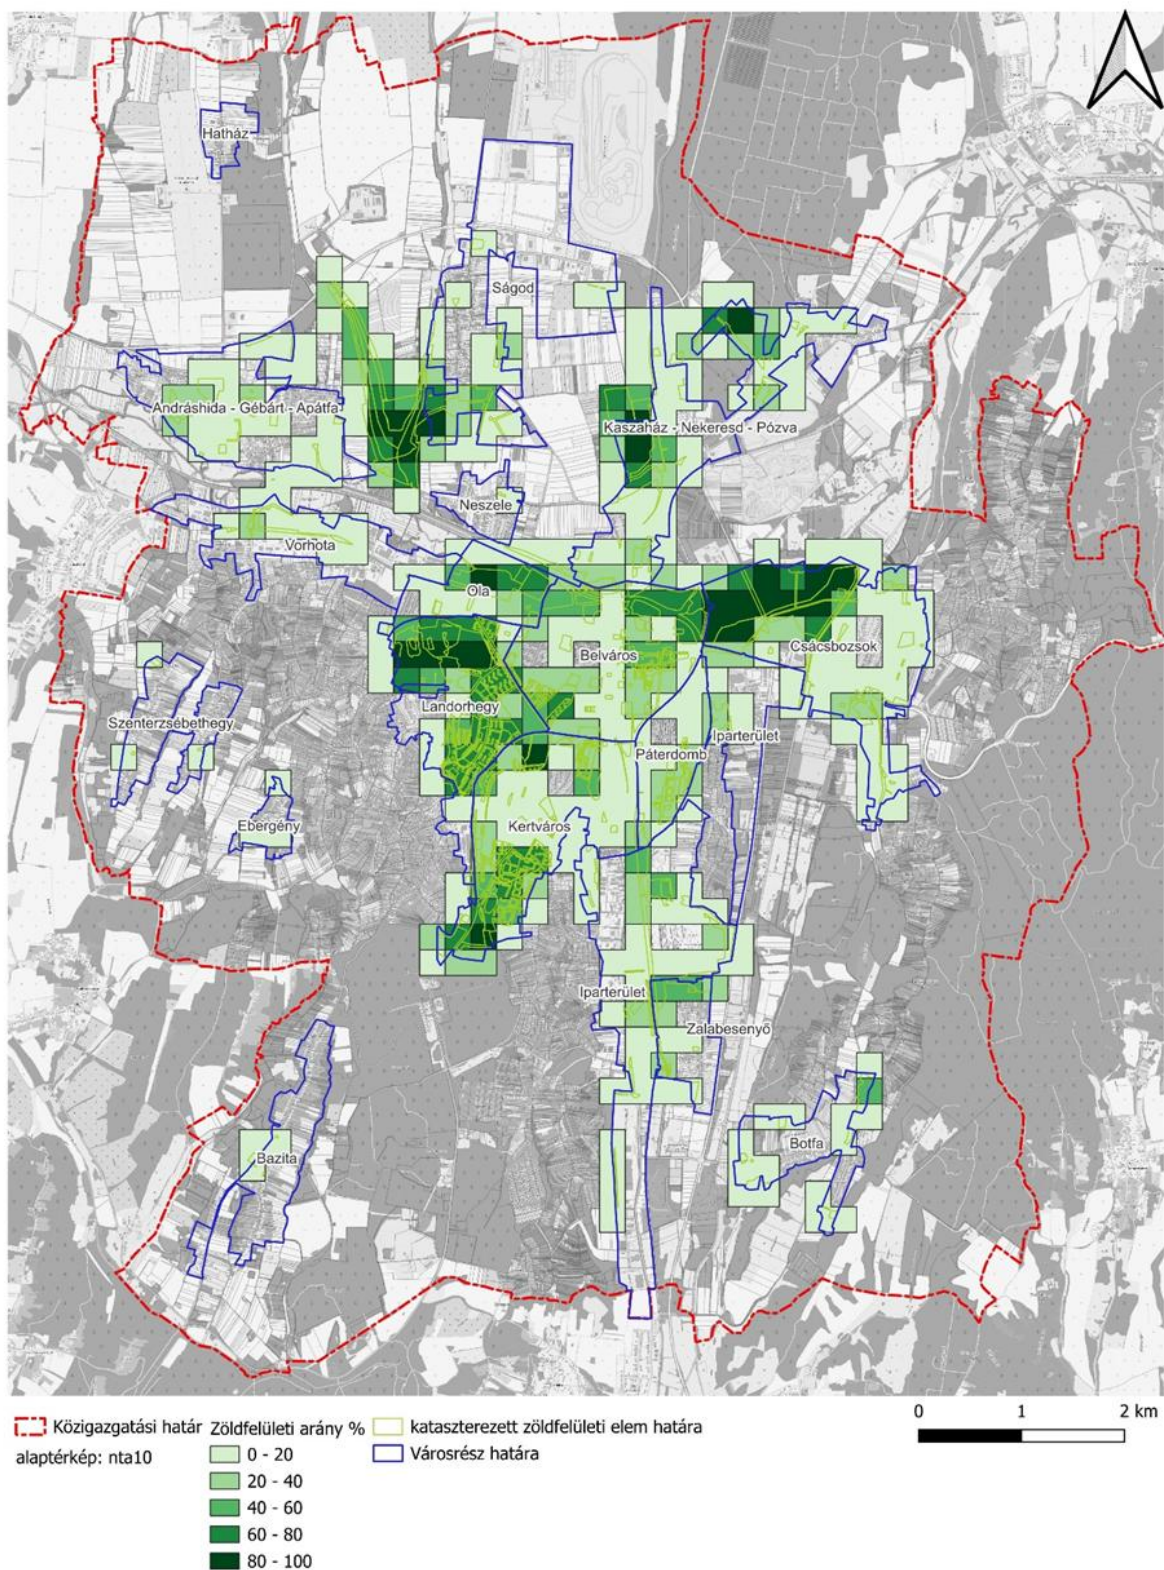 Hatház
Ságod
Andráshida - Gébárt - Apátfa
Kaszaház - Nekeresd - Pózva
Neszele
Vorhota
Ola
Belváros
Csácsbozsok
Landorhegy
Szenterzsébethegy
Iparterület
Páterdomb
Kertváros
Ebergény
Iparterület
Zalabesenyő
Botfa
Bazita
Közigazgatási határ
alaptérkép: nta10
Zöldfelületi arány %
0 - 20
20 - 40
40 - 60
60 - 80
80 - 100
kataszterezett zöldfelületi elem határa
Városrész határa
0 1 2 km